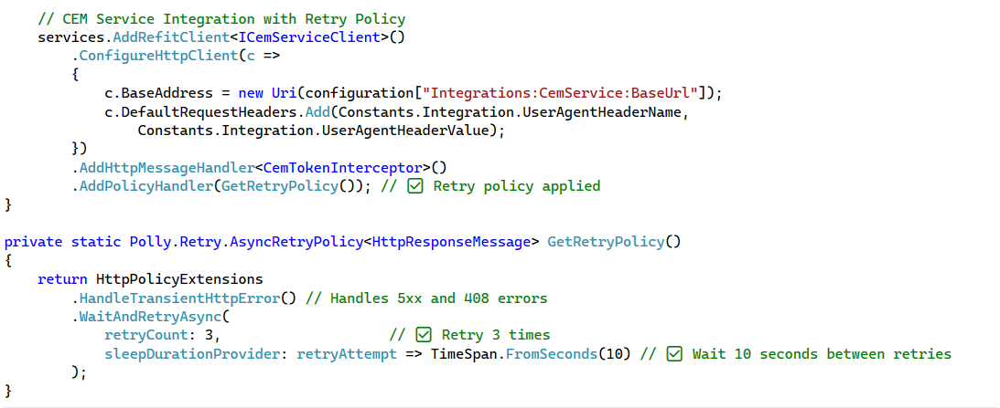 // CEM Service Integration with Retry Policy
    services.AddRefitClient<ICemServiceClient>()
        .ConfigureHttpClient(c =>
        {
            c.BaseAddress = new Uri(configuration["Integrations:CemService:BaseUrl"]);
            c.DefaultRequestHeaders.Add(Constants.Integration.UserAgentHeaderName,
                Constants.Integration.UserAgentHeaderValue);
        })
        .AddHttpMessageHandler<CemTokenInterceptor>()
        .AddPolicyHandler(GetRetryPolicy()); // ✅ Retry policy applied
}

private static Polly.Retry.AsyncRetryPolicy<HttpResponseMessage> GetRetryPolicy()
{
    return HttpPolicyExtensions
        .HandleTransientHttpError() // Handles 5xx and 408 errors
        .WaitAndRetryAsync(
            retryCount: 3,                    // ✅ Retry 3 times
            sleepDurationProvider: retryAttempt => TimeSpan.FromSeconds(10) // ✅ Wait 10 seconds between retries
        );
}